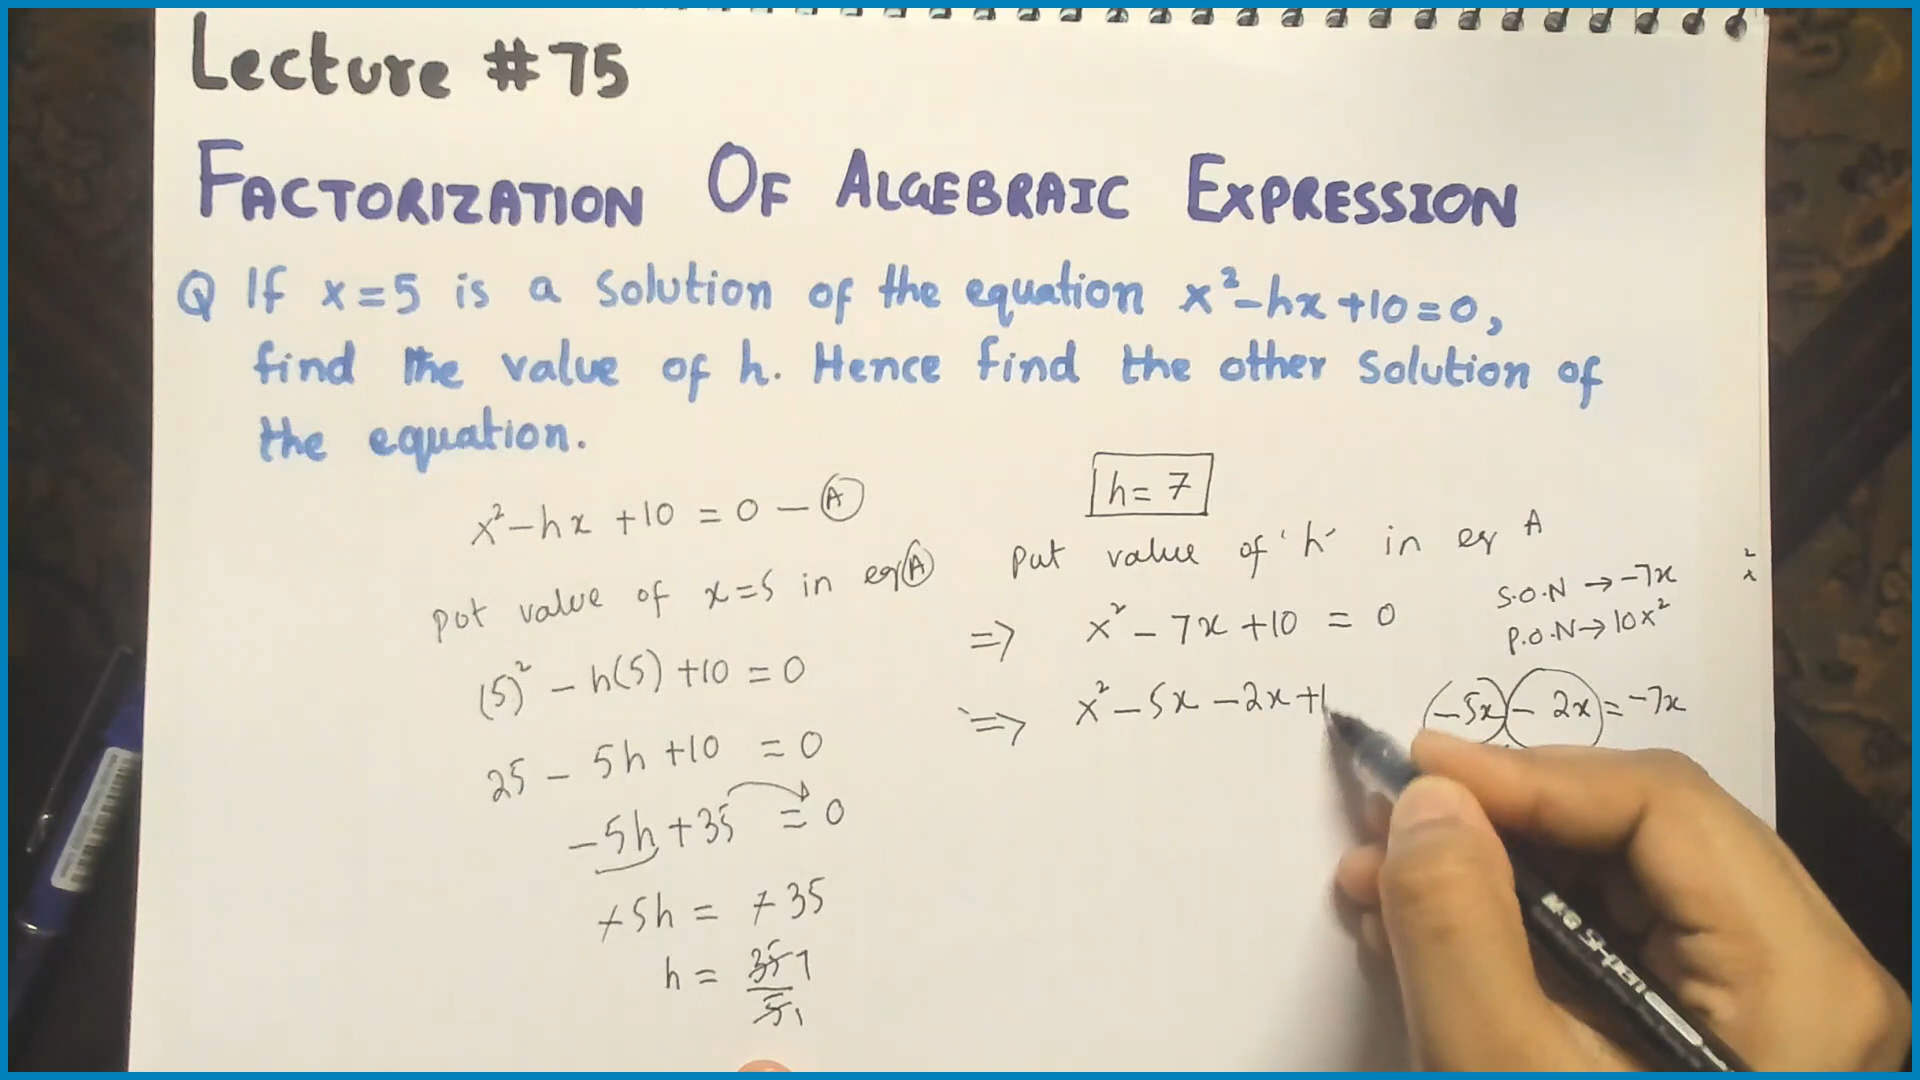 Lecture #75
FACTORIZATION OF ALGEBRAIC EXPRESSION
Q If x=5 is a solution of the equation x²-hx+10=0,
find the value of h. Hence find the other solution of
the equation.
x²-hx+10=0-Ⓐ
put value of x=5 in eqⒶ
(5)²-h(5)+10=0
25-5h+10=0
-5h+35=0
+5h=+35
h=35 7
5 1
h=7
put value of 'h' in eq A
=> x²-7x+10=0
=> x²-5x-2x+1
S.O.N→-7x
P.O.N→10x²
(-5x)(-2x)=-7x